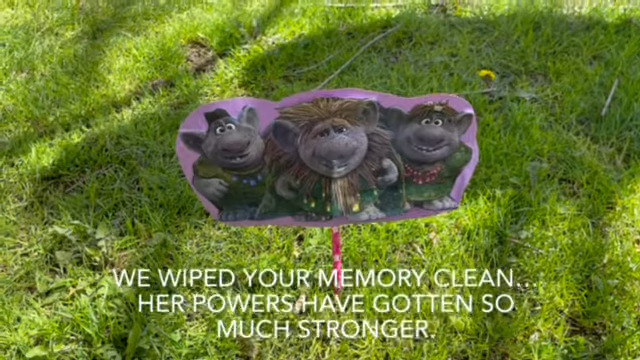 WE WIPED YOUR MEMORY CLEAN...
HER POWERS HAVE GOTTEN SO
MUCH STRONGER.